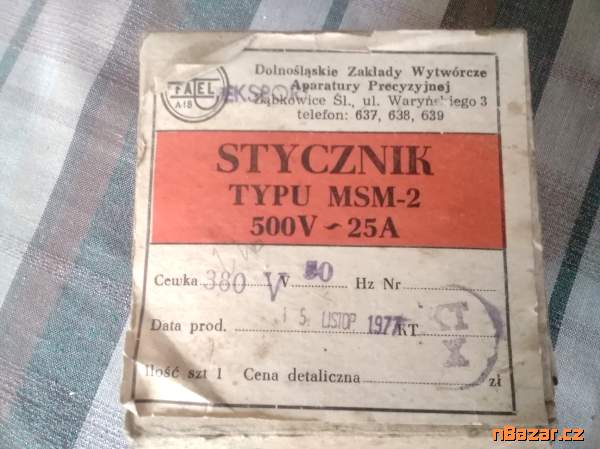 FAEL
A18
EKSPORT
Dolnośląskie Zakłady Wytwórcze
Aparatury Precyzyjnej
Ząbkowice Śl., ul. Waryńskiego 3
telefon: 637, 638, 639
STYCZNIK
TYPU MSM-2
500V ~ 25A
Cewka 380 V V 50 Hz Nr
Data prod. 15 LISTOP 1977 KT
KT
X
Ilość szt 1 Cena detaliczna zł
nBazar.cz